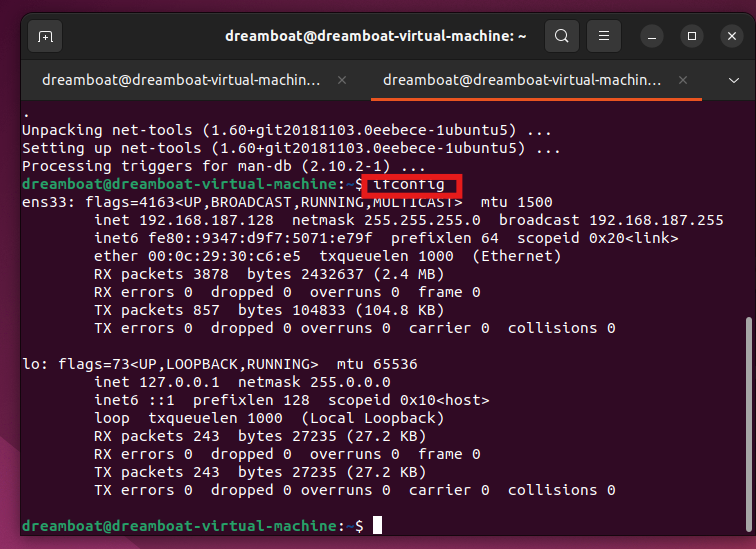 dreamboat@dreamboat-virtual-machine: ~
dreamboat@dreamboat-virtual-machin...
dreamboat@dreamboat-virtual-machin...
.
Unpacking net-tools (1.60+git20181103.0eebece-1ubuntu5) ...
Setting up net-tools (1.60+git20181103.0eebece-1ubuntu5) ...
Processing triggers for man-db (2.10.2-1) ...
dreamboat@dreamboat-virtual-machine:~$ ifconfig
ens33: flags=4163<UP,BROADCAST,RUNNING,MULTICAST>  mtu 1500
        inet 192.168.187.128  netmask 255.255.255.0  broadcast 192.168.187.255
        inet6 fe80::9347:d9f7:5071:e79f  prefixlen 64  scopeid 0x20<link>
        ether 00:0c:29:30:c6:e5  txqueuelen 1000  (Ethernet)
        RX packets 3878  bytes 2432637 (2.4 MB)
        RX errors 0  dropped 0  overruns 0  frame 0
        TX packets 857  bytes 104833 (104.8 KB)
        TX errors 0  dropped 0 overruns 0  carrier 0  collisions 0
lo: flags=73<UP,LOOPBACK,RUNNING>  mtu 65536
        inet 127.0.0.1  netmask 255.0.0.0
        inet6 ::1  prefixlen 128  scopeid 0x10<host>
        loop  txqueuelen 1000  (Local Loopback)
        RX packets 243  bytes 27235 (27.2 KB)
        RX errors 0  dropped 0  overruns 0  frame 0
        TX packets 243  bytes 27235 (27.2 KB)
        TX errors 0  dropped 0 overruns 0  carrier 0  collisions 0
dreamboat@dreamboat-virtual-machine:~$